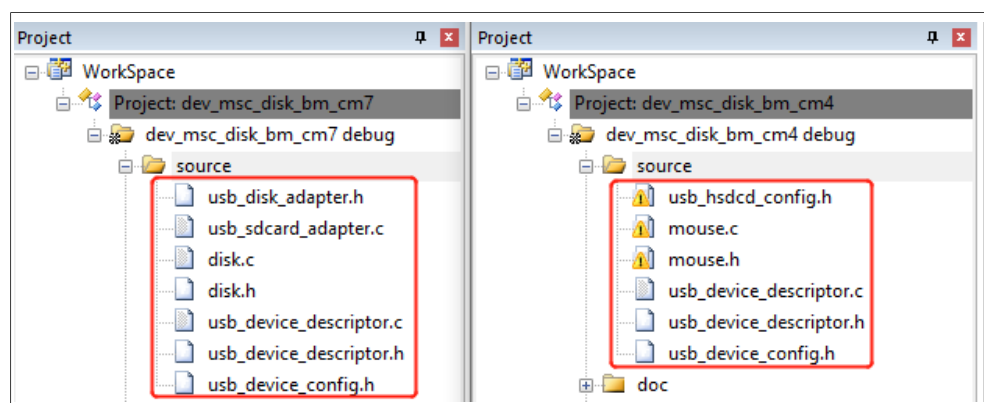 Project
WorkSpace
Project: dev_msc_disk_bm_cm7
dev_msc_disk_bm_cm7 debug
source
usb_disk_adapter.h
usb_sdcard_adapter.c
disk.c
disk.h
usb_device_descriptor.c
usb_device_descriptor.h
usb_device_config.h
Project
WorkSpace
Project: dev_msc_disk_bm_cm4
dev_msc_disk_bm_cm4 debug
source
usb_hsdcd_config.h
mouse.c
mouse.h
usb_device_descriptor.c
usb_device_descriptor.h
usb_device_config.h
doc